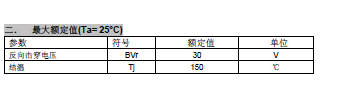 二. 最大额定值(Ta= 25°C)
参数 符号 额定值 单位
反向击穿电压 BVr 30 V
结温 Tj 150 ℃